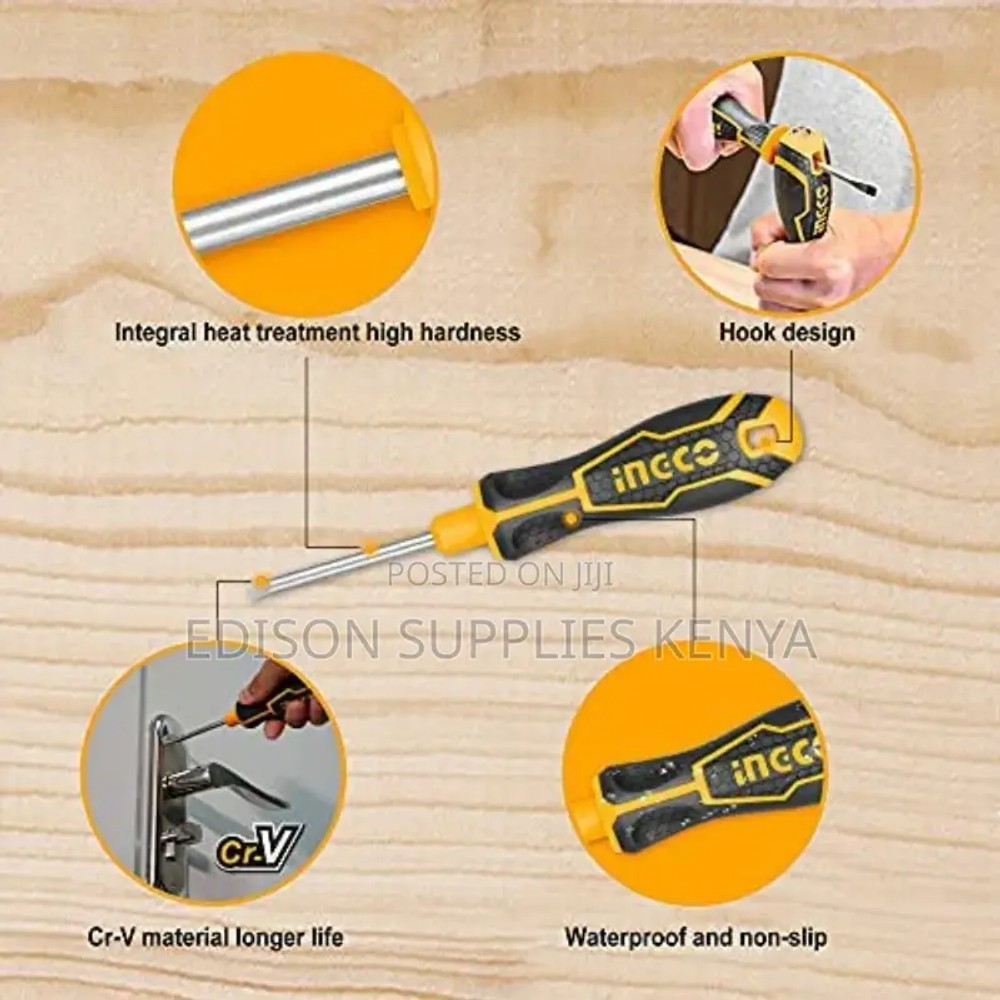 INGCO
Integral heat treatment high hardness
Hook design
INGCO
POSTED ON JIJI
EDISON SUPPLIES KENYA
INGCO
Cr-V
Cr-V material longer life
Waterproof and non-slip